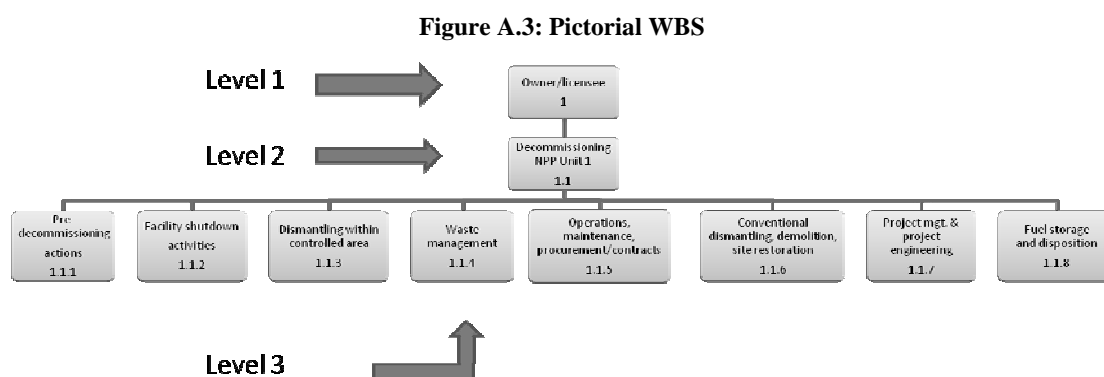 Figure A.3: Pictorial WBS
Level 1
Owner/licensee
1
Level 2
Decommissioning
NPP Unit 1
1.1
Pre
decommissioning
actions
1.1.1
Facility shutdown
activities
1.1.2
Dismantling within
controlled area
1.1.3
Waste
management
1.1.4
Operations,
maintenance,
procurement/contracts
1.1.5
Conventional
dismantling, demolition,
site restoration
1.1.6
Project mgt. &
project
engineering
1.1.7
Fuel storage
and disposition
1.1.8
Level 3